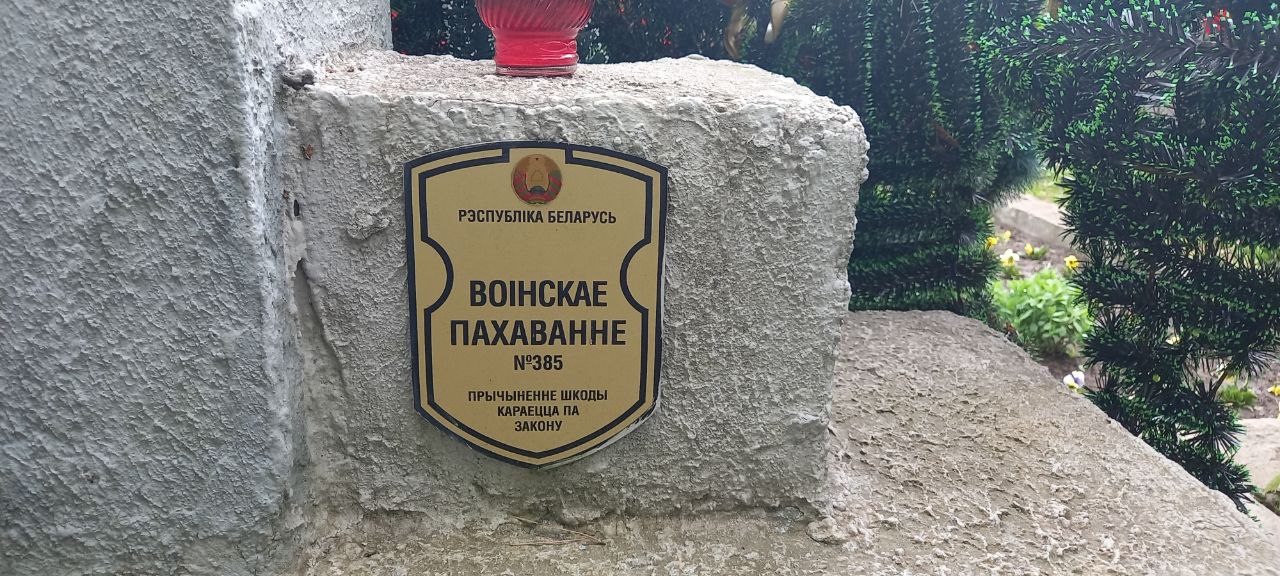 РЭСПУБЛІКА БЕЛАРУСЬ
ВОІНСКАЕ
ПАХАВАННЕ
№385
ПРЫЧЫНЕННЕ ШКОДЫ
КАРАЕЦЦА ПА
ЗАКОНУ